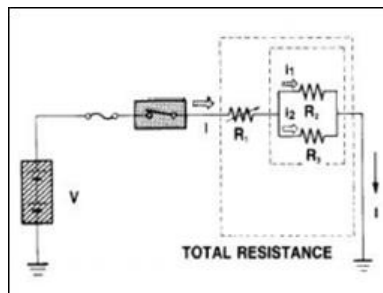 i₁
R₂
i₂
R₃
I
R₁
V
I
TOTAL RESISTANCE